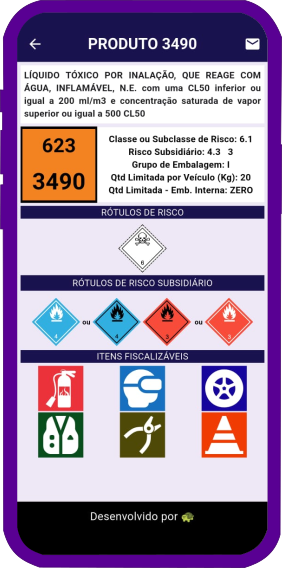 PRODUTO 3490
LÍQUIDO TÓXICO POR INALAÇÃO, QUE REAGE COM
ÁGUA, INFLAMÁVEL, N.E. com uma CL50 inferior ou
igual a 200 ml/m3 e concentração saturada de vapor
superior ou igual a 500 CL50
623
3490
Classe ou Subclasse de Risco: 6.1
Risco Subsidiário: 4.3 3
Grupo de Embalagem: I
Qtd Limitada por Veículo (Kg): 20
Qtd Limitada - Emb. Interna: ZERO
RÓTULOS DE RISCO
6
RÓTULOS DE RISCO SUBSIDIÁRIO
4 ou 4 3 ou 3
ITENS FISCALIZÁVEIS
Desenvolvido por